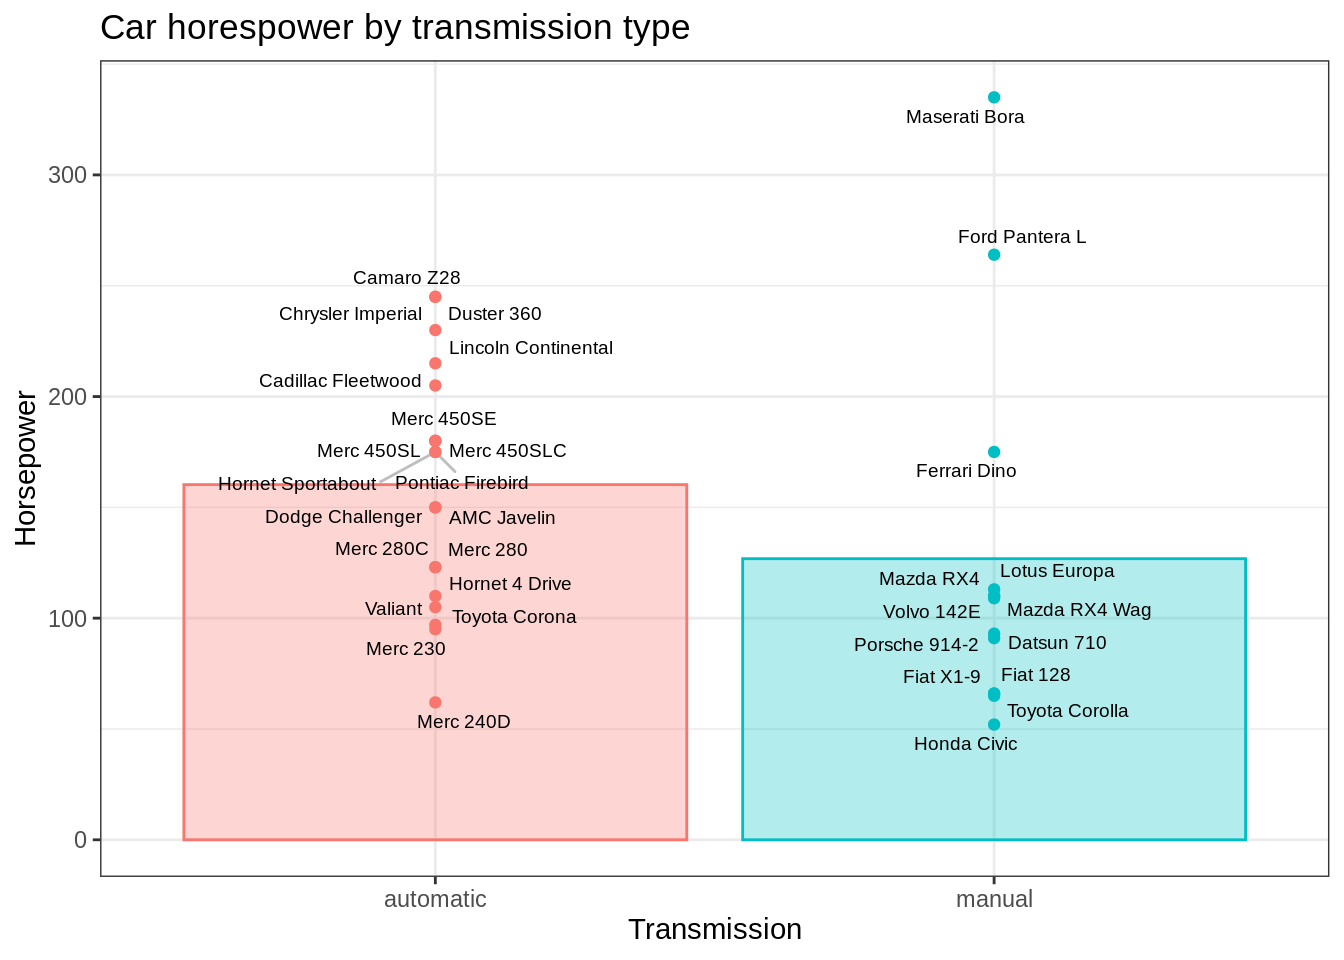 Car horespower by transmission type
Horsepower
300
200
100
0
Maserati Bora
Ford Pantera L
Camaro Z28
Chrysler Imperial
Duster 360
Lincoln Continental
Cadillac Fleetwood
Merc 450SE
Merc 450SL
Merc 450SLC
Ferrari Dino
Hornet Sportabout
Pontiac Firebird
Dodge Challenger
AMC Javelin
Merc 280C
Merc 280
Lotus Europa
Mazda RX4
Hornet 4 Drive
Valiant
Toyota Corona
Volvo 142E
Mazda RX4 Wag
Merc 230
Porsche 914-2
Datsun 710
Fiat X1-9
Fiat 128
Toyota Corolla
Merc 240D
Honda Civic
automatic
manual
Transmission